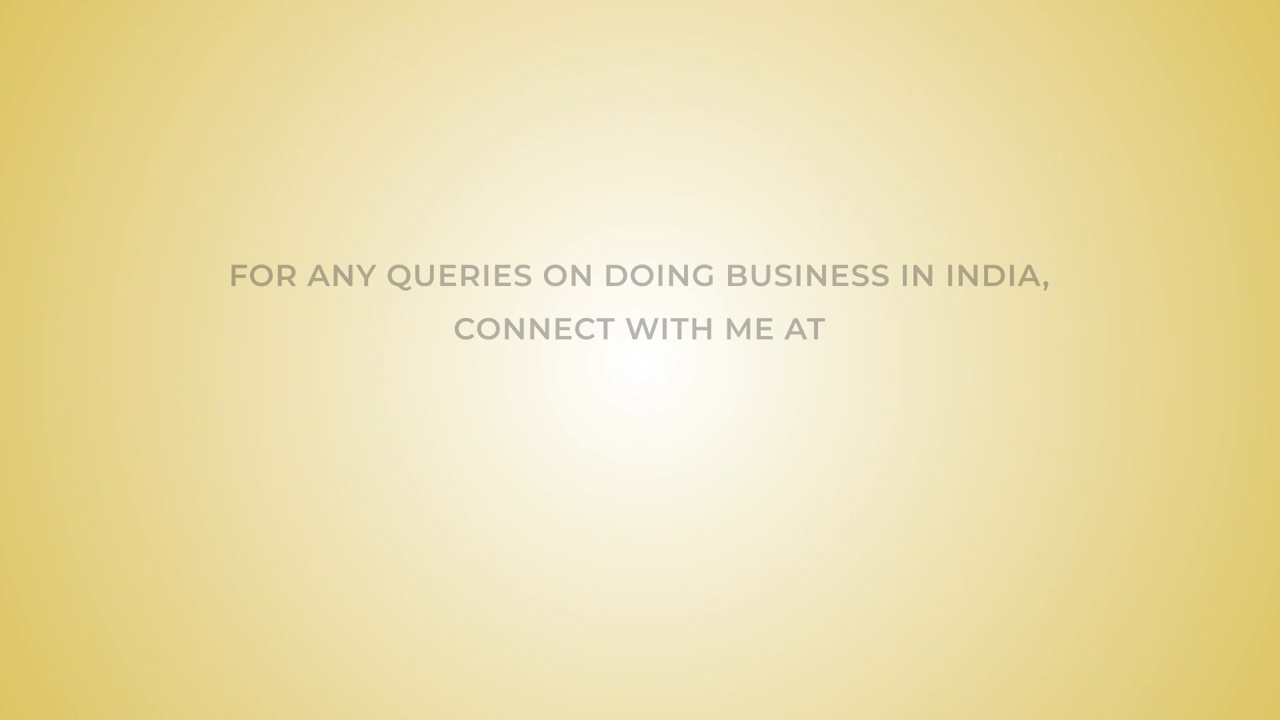 FOR ANY QUERIES ON DOING BUSINESS IN INDIA,
CONNECT WITH ME AT